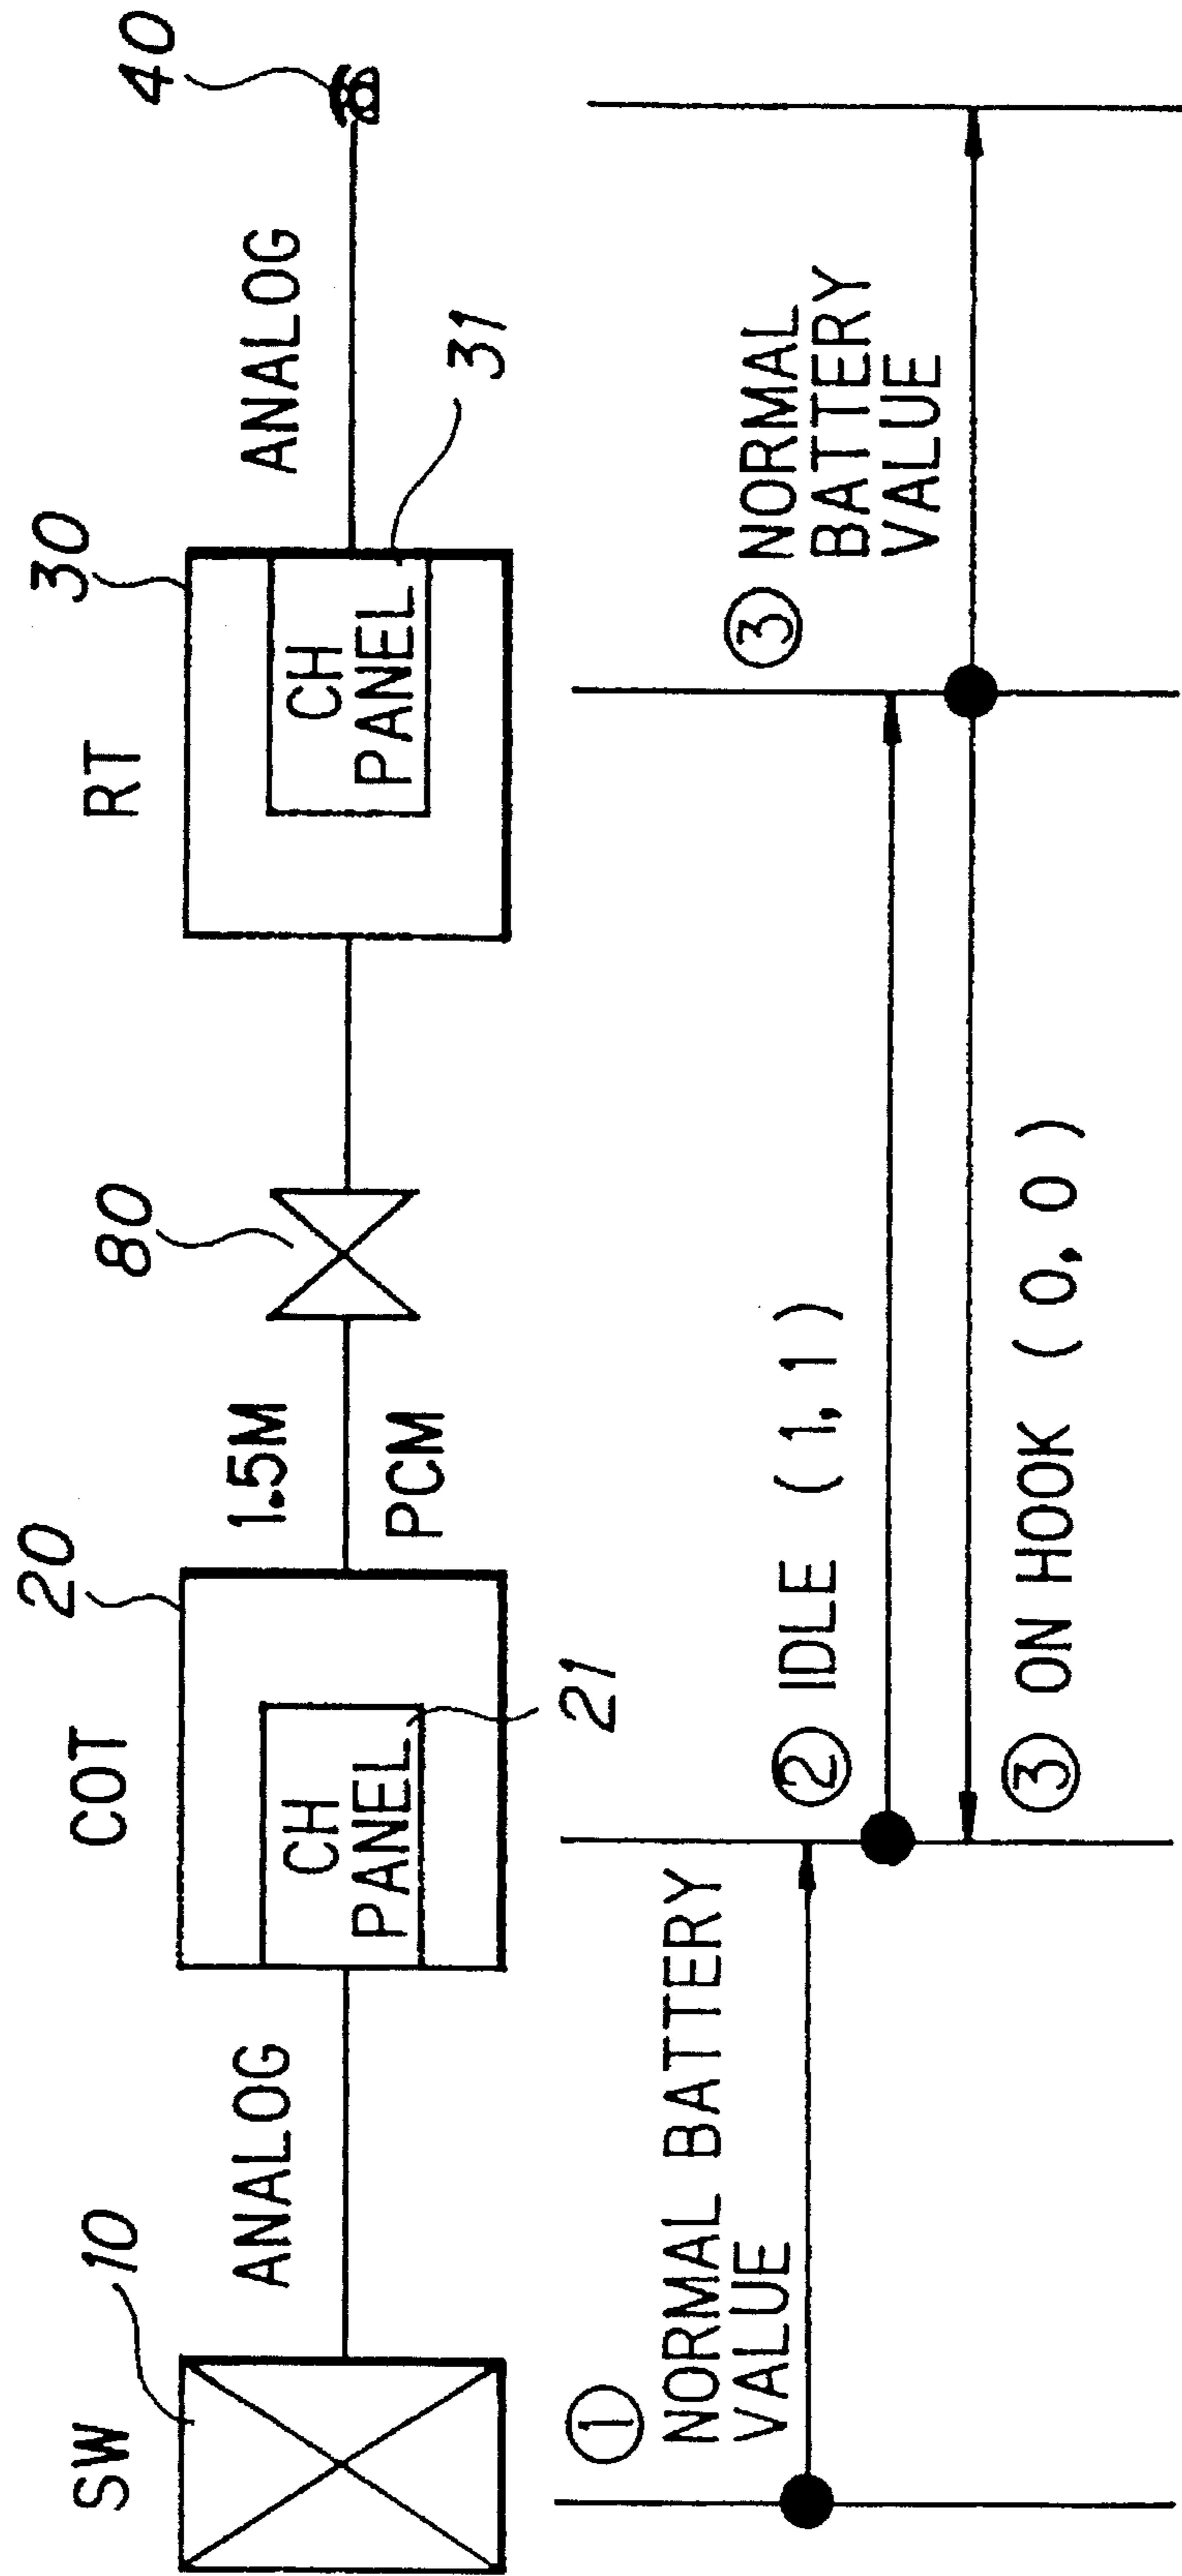 SW
10
ANALOG
COT
20
CH
PANEL
21
1.5M
PCM
80
RT
30
CH
PANEL
31
ANALOG
40
① NORMAL BATTERY
VALUE
② IDLE ( 1, 1 )
③ ON HOOK ( 0, 0 )
③ NORMAL
BATTERY
VALUE